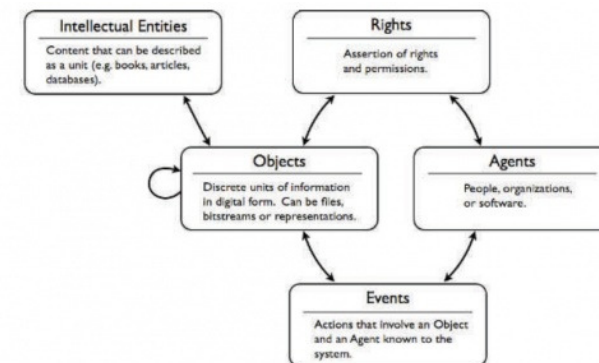 Intellectual Entities
Content that can be described
as a unit (e.g. books, articles,
databases).
Rights
Assertion of rights
and permissions.
Objects
Discrete units of information
in digital form. Can be files,
bitstreams or representations.
Agents
People, organizations,
or software.
Events
Actions that involve an Object
and an Agent known to the
system.